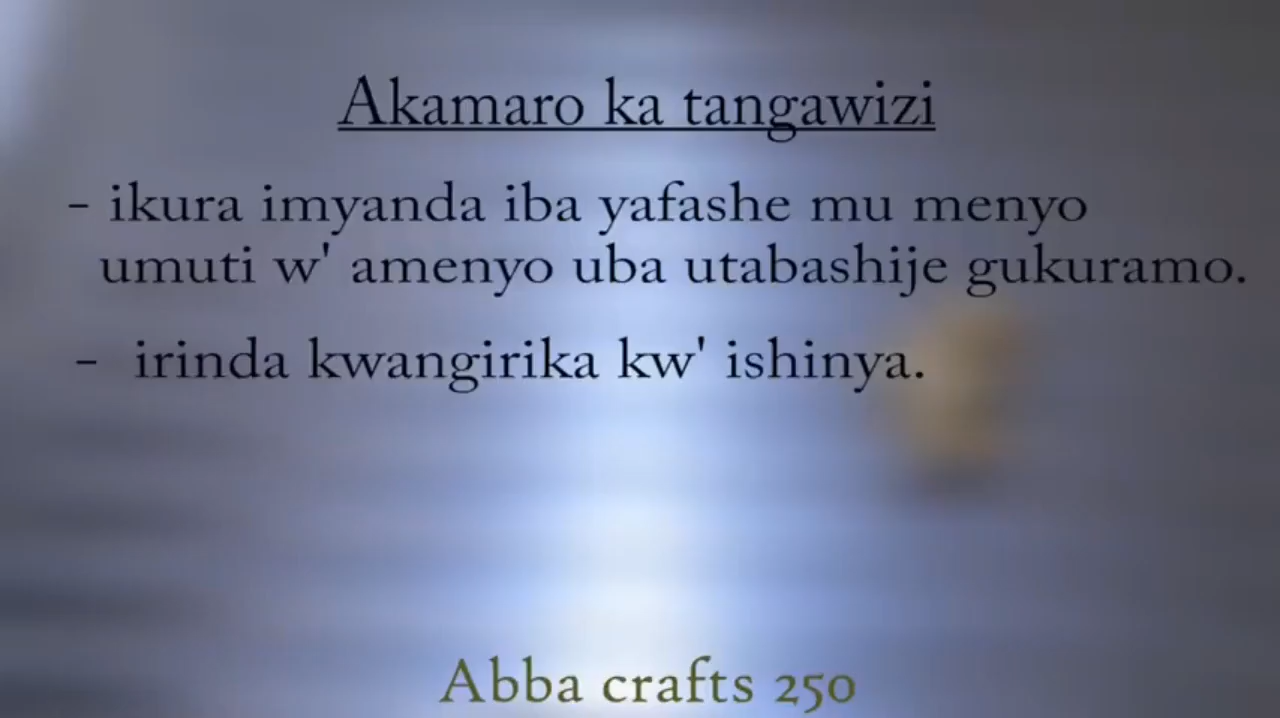 Akamaro ka tangawizi
- ikura imyanda iba yafashe mu menyo
umuti w' amenyo uba utabashije gukuramo.
- irinda kwangirika kw' ishinya.
Abba crafts 250